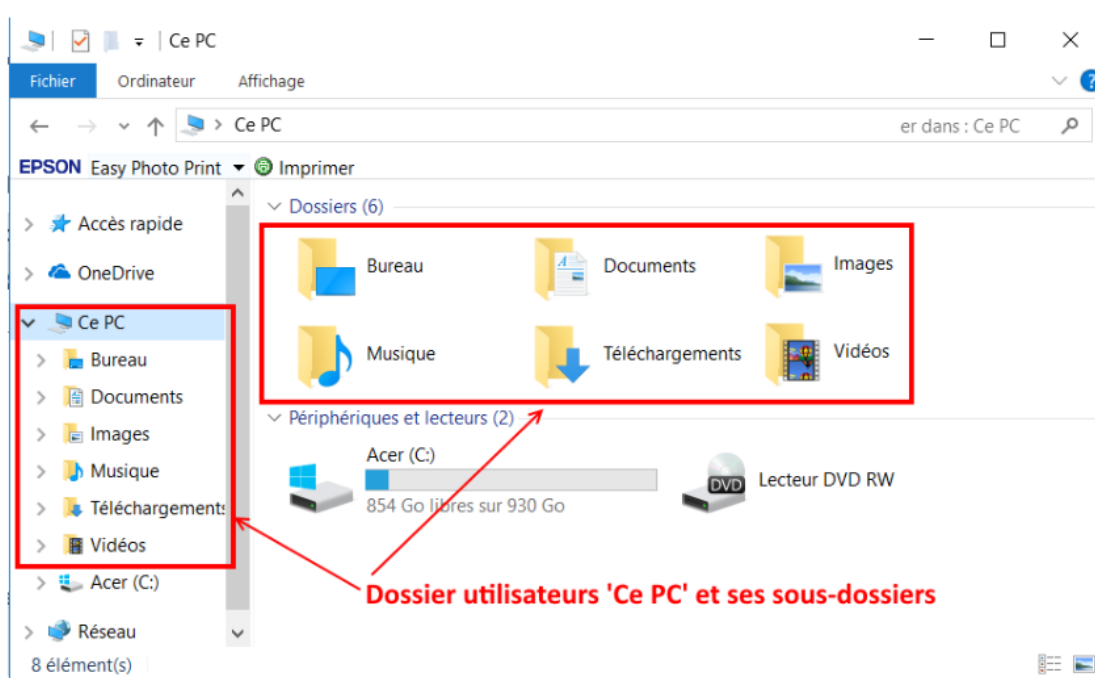 Ce PC
Fichier Ordinateur Affichage
Ce PC er dans : Ce PC
EPSON Easy Photo Print Imprimer
Accès rapide
OneDrive
Ce PC
Bureau
Documents
Images
Musique
Téléchargements
Vidéos
Acer (C:)
Réseau
Dossiers (6)
Bureau Documents Images
Musique Téléchargements Vidéos
Périphériques et lecteurs (2)
Acer (C:)
854 Go libres sur 930 Go
DVD
Lecteur DVD RW
Dossier utilisateurs 'Ce PC' et ses sous-dossiers
8 élément(s)